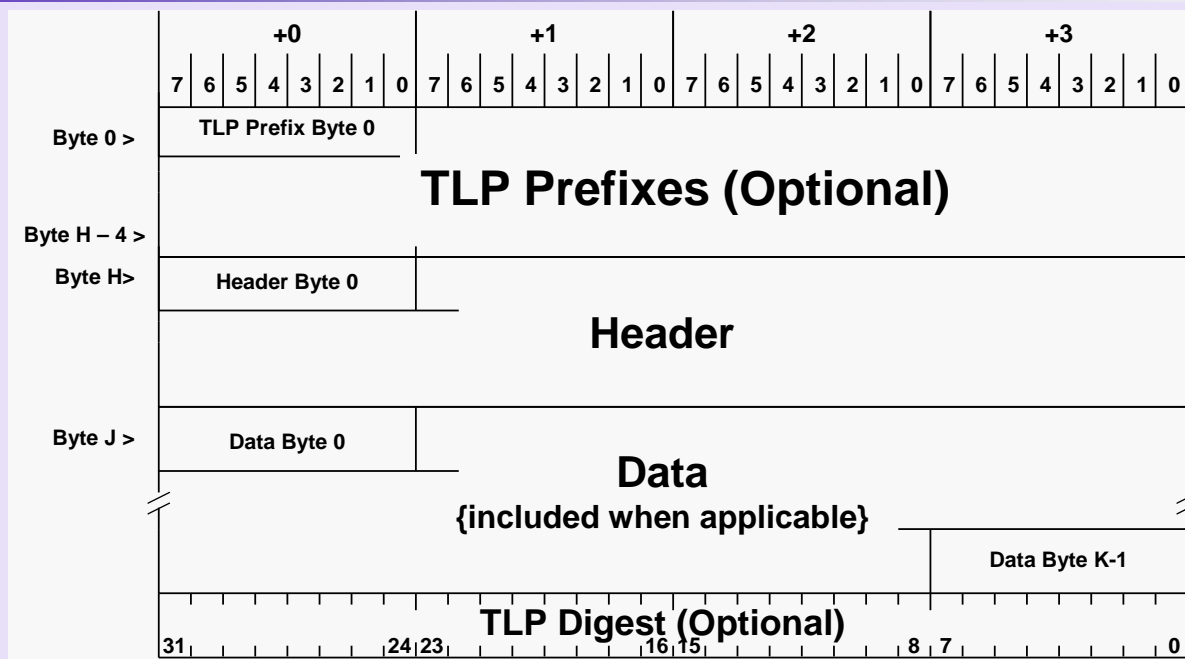 +0 +1 +2 +3
7 6 5 4 3 2 1 0 7 6 5 4 3 2 1 0 7 6 5 4 3 2 1 0 7 6 5 4 3 2 1 0
Byte 0 > TLP Prefix Byte 0
TLP Prefixes (Optional)
Byte H – 4 >
Byte H> Header Byte 0
Header
Byte J > Data Byte 0
Data
{included when applicable}
Data Byte K-1
TLP Digest (Optional)
31 24 23 16 15 8 7 0